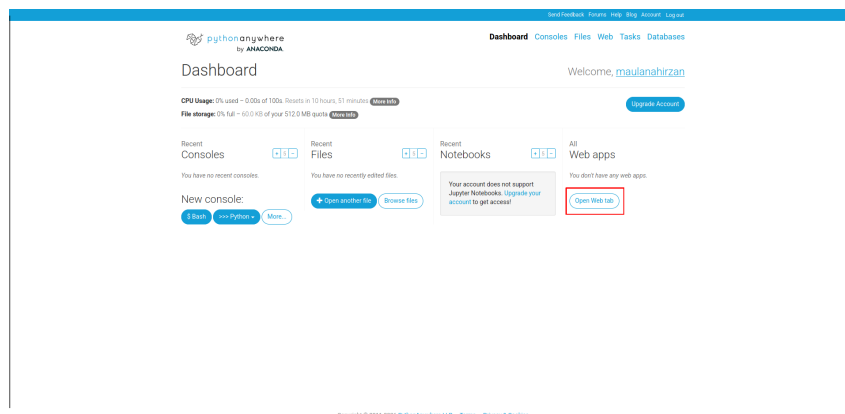 Send Feedback Forums Help Blog Account Log out
pythonanywhere
by ANACONDA
Dashboard Consoles Files Web Tasks Databases
Dashboard
Welcome, maulanahirzan
CPU Usage: 0% used – 0.00s of 100s. Resets in 10 hours, 51 minutes More Info
File storage: 0% full – 60.0 KB of your 512.0 MB quota More Info
Upgrade Account
Recent
Consoles
+ 5 −
You have no recent consoles.
New console:
$ Bash >>> Python More...
Recent
Files
+ 5 −
You have no recently edited files.
+ Open another file Browse files
Recent
Notebooks
+ 5 −
Your account does not support
Jupyter Notebooks. Upgrade your
account to get access!
All
Web apps
You don't have any web apps.
Open Web tab